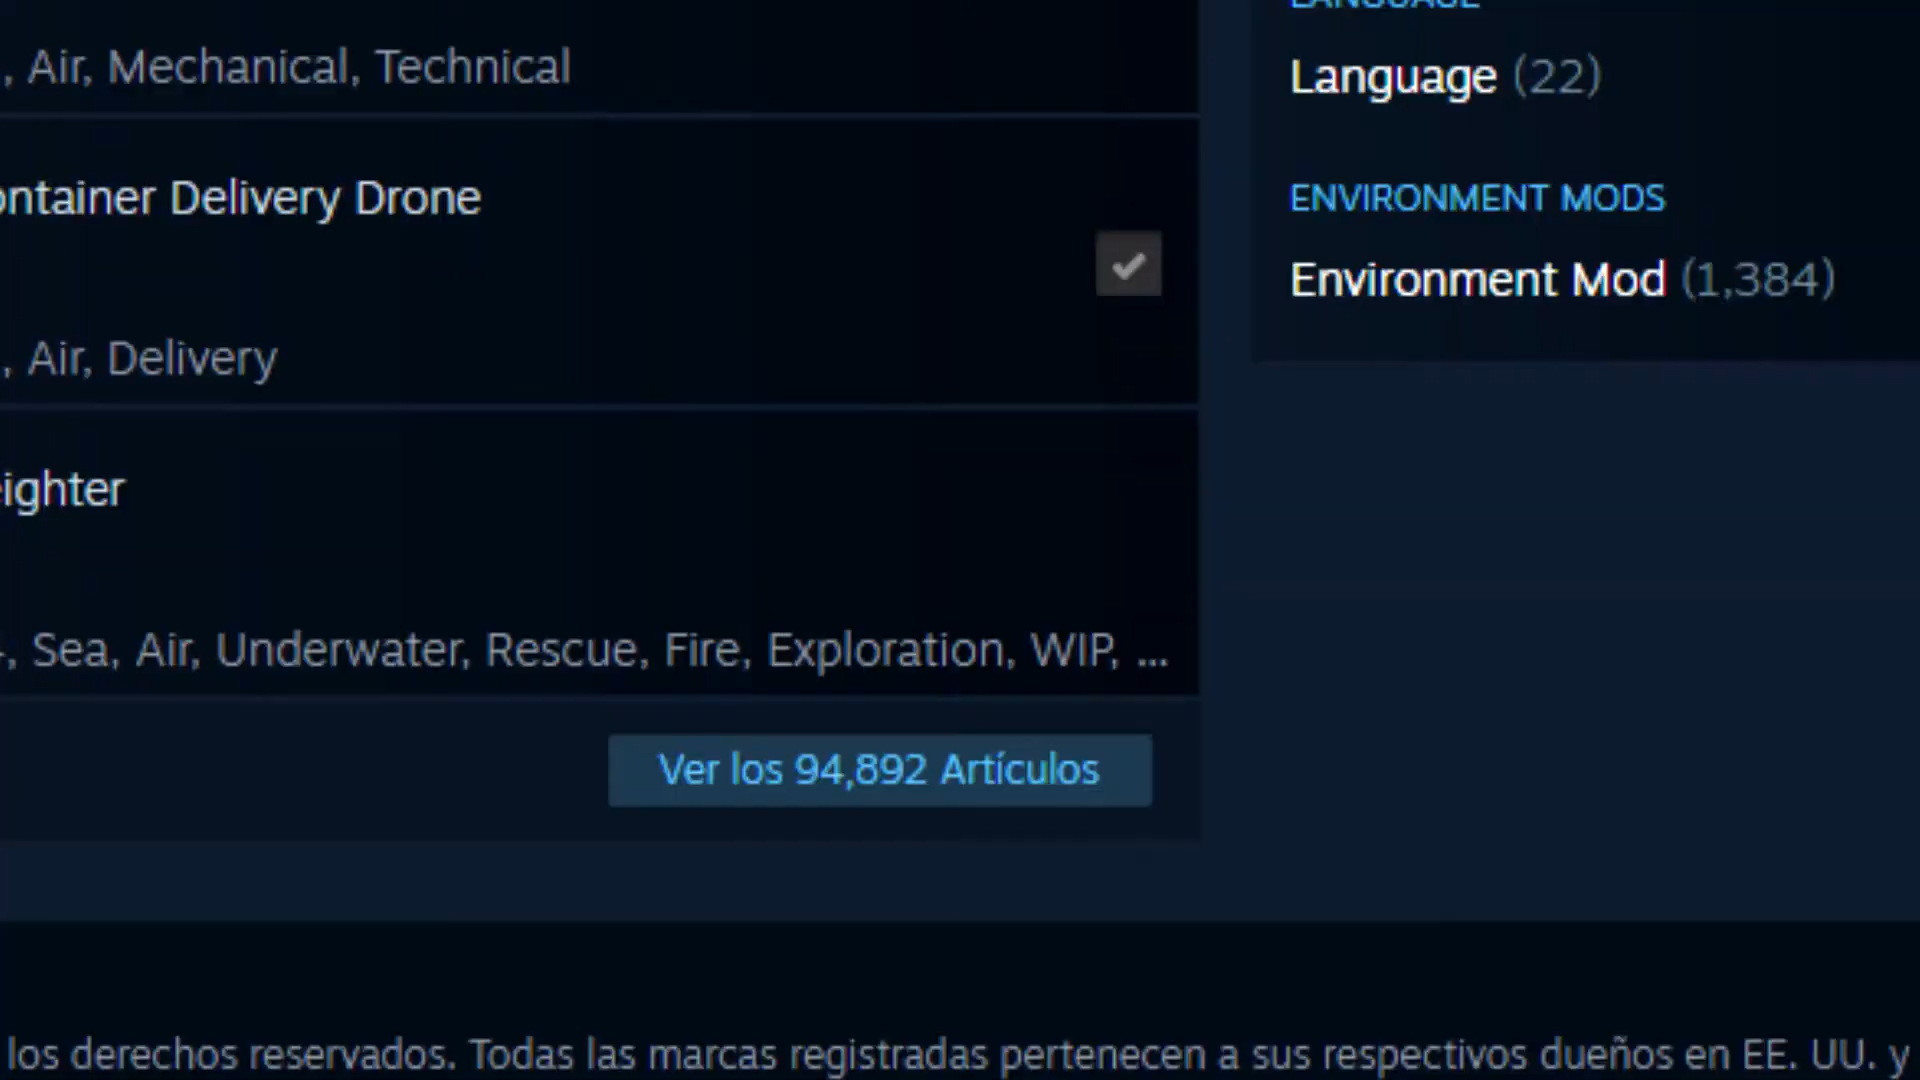 , Air, Mechanical, Technical
ontainer Delivery Drone
, Air, Delivery
eighter
, Sea, Air, Underwater, Rescue, Fire, Exploration, WIP, ...
Ver los 94,892 Artículos
LANGUAGE
Language (22)
ENVIRONMENT MODS
Environment Mod (1,384)
los derechos reservados. Todas las marcas registradas pertenecen a sus respectivos dueños en EE. UU. y